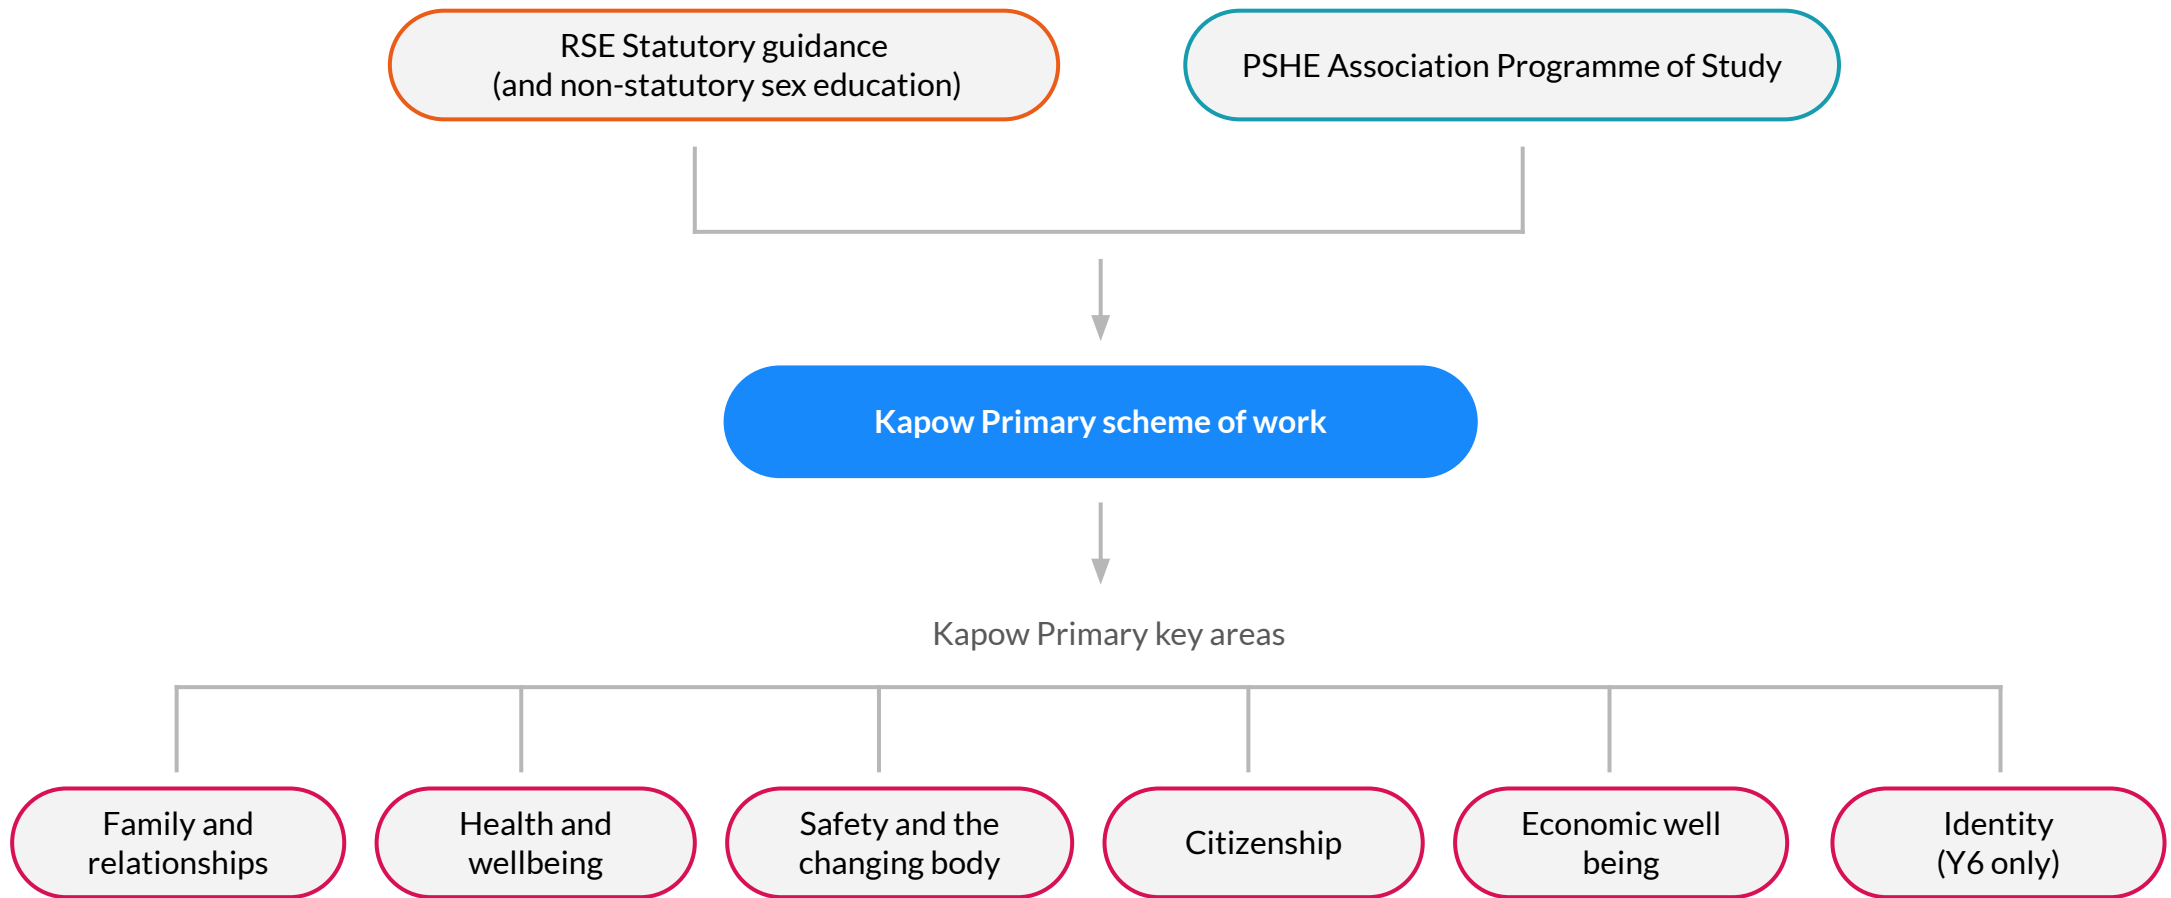 RSE Statutory guidance
(and non-statutory sex education)
PSHE Association Programme of Study
Kapow Primary scheme of work
Kapow Primary key areas
Family and
relationships
Health and
wellbeing
Safety and the
changing body
Citizenship
Economic well
being
Identity
(Y6 only)